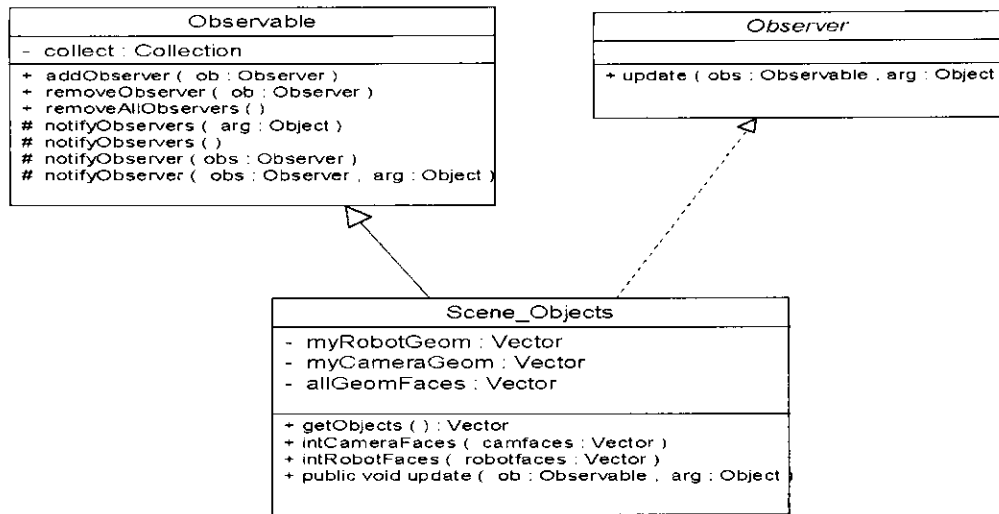 Observable
- collect : Collection
+ addObserver ( ob : Observer )
+ removeObserver ( ob : Observer )
+ removeAllObservers ( )
# notifyObservers ( arg : Object )
# notifyObservers ( )
# notifyObserver ( obs : Observer )
# notifyObserver ( obs : Observer , arg : Object )
Observer
+ update ( obs : Observable , arg : Object
Scene_Objects
- myRobotGeom : Vector
- myCameraGeom : Vector
- allGeomFaces : Vector
+ getObjects ( ) : Vector
+ intCameraFaces ( camfaces : Vector )
+ intRobotFaces ( robotfaces : Vector )
+ public void update ( ob : Observable , arg : Object )